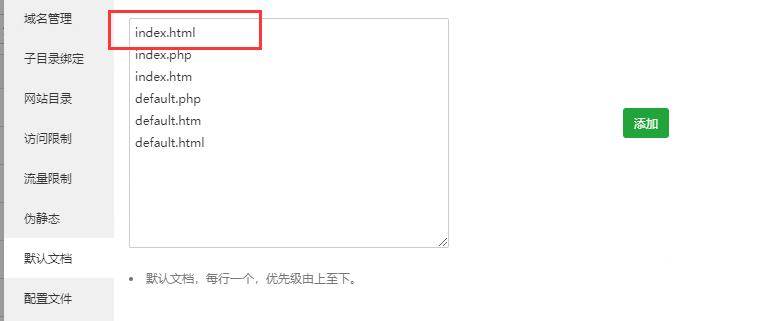 域名管理
子目录绑定
网站目录
访问限制
流量限制
伪静态
默认文档
配置文件
index.html
index.php
index.htm
default.php
default.htm
default.html
添加
默认文档，每行一个，优先级由上至下。